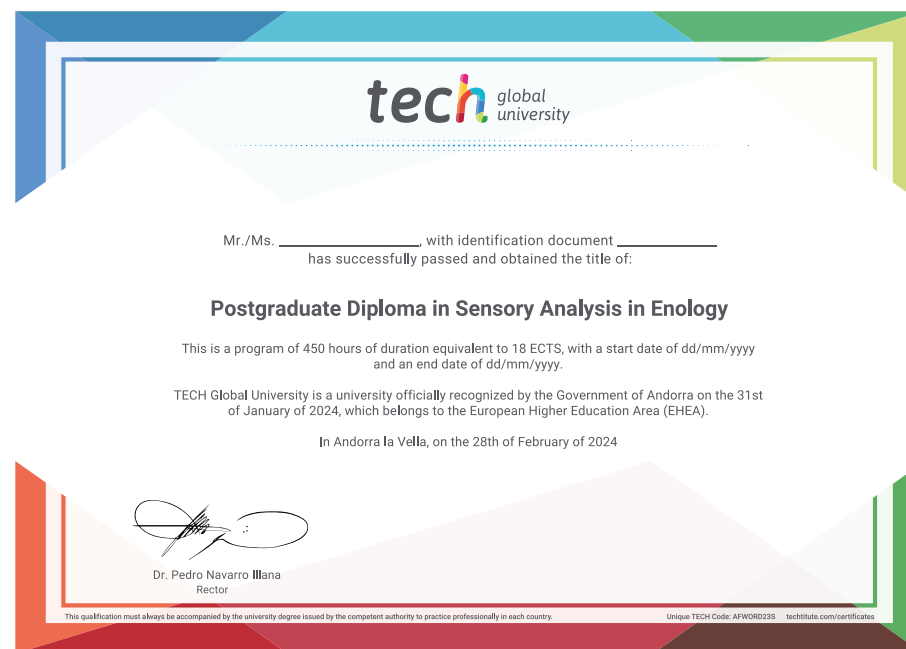 tech global
university
Mr./Ms. ____________, with identification document ____________
has successfully passed and obtained the title of:
Postgraduate Diploma in Sensory Analysis in Enology
This is a program of 450 hours of duration equivalent to 18 ECTS, with a start date of dd/mm/yyyy
and an end date of dd/mm/yyyy.
TECH Global University is a university officially recognized by the Government of Andorra on the 31st
of January of 2024, which belongs to the European Higher Education Area (EHEA).
In Andorra la Vella, on the 28th of February of 2024
Dr. Pedro Navarro Illana
Rector
This qualification must always be accompanied by the university degree issued by the competent authority to practice professionally in each country. Unique TECH Code: AFWORD23S techtitute.com/certificates